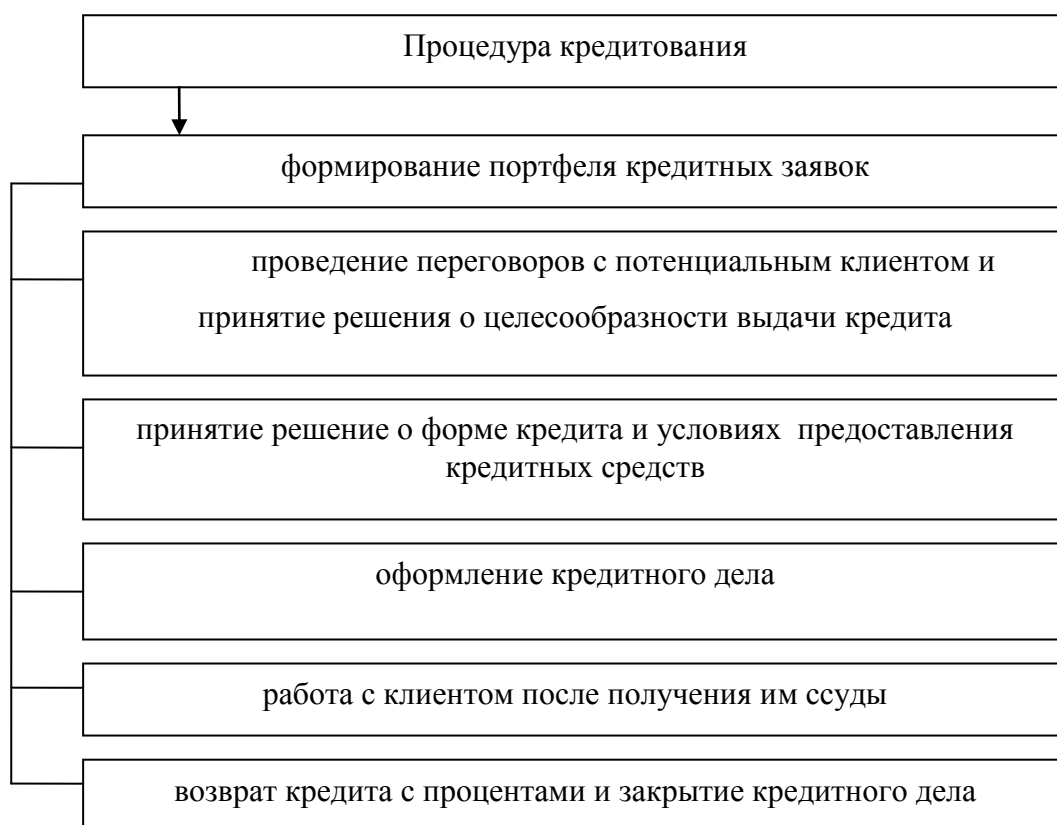 Процедура кредитования
формирование портфеля кредитных заявок
проведение переговоров с потенциальным клиентом и
принятие решения о целесообразности выдачи кредита
принятие решение о форме кредита и условиях предоставления
кредитных средств
оформление кредитного дела
работа с клиентом после получения им ссуды
возврат кредита с процентами и закрытие кредитного дела